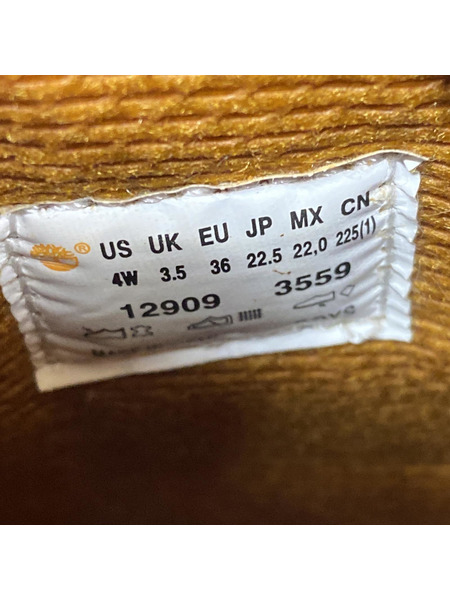 US UK EU JP MX CN
4W 3.5 36 22.5 22,0 225(1)
12909 3559